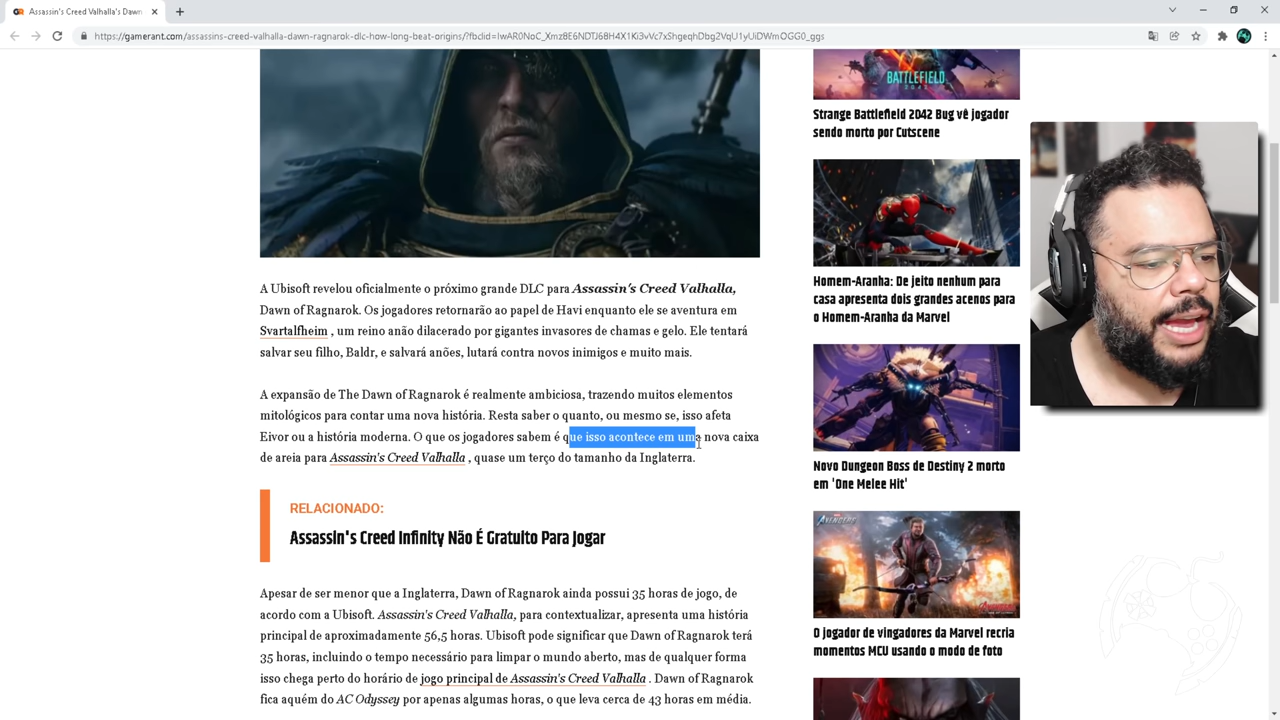 Assassin's Creed Valhalla's Dawn
https://gamerant.com/assassins-creed-valhalla-dawn-ragnarok-dlc-how-long-beat-origins/?fbclid=IwAR0NoC_XmzBE6NDTJ68H4X1Ki3vVc7xShgeqhDbg2VqU1yUiDWmOGG0_ggs
BATTLEFIELD
2042
Strange Battlefield 2042 Bug vê jogador
sendo morto por Cutscene
Homem-Aranha: De jeito nenhum para
casa apresenta dois grandes acenos para
o Homem-Aranha da Marvel
Novo Dungeon Boss de Destiny 2 morto
em 'One Melee Hit'
O jogador de vingadores da Marvel recria
momentos MCU usando o modo de foto
A Ubisoft revelou oficialmente o próximo grande DLC para Assassin's Creed Valhalla,
Dawn of Ragnarok. Os jogadores retornarão ao papel de Havi enquanto ele se aventura em
Svartalfheim , um reino anão dilacerado por gigantes invasores de chamas e gelo. Ele tentará
salvar seu filho, Baldr, e salvará anões, lutará contra novos inimigos e muito mais.
A expansão de The Dawn of Ragnarok é realmente ambiciosa, trazendo muitos elementos
mitológicos para contar uma nova história. Resta saber o quanto, ou mesmo se, isso afeta
Eivor ou a história moderna. O que os jogadores sabem é que isso acontece em uma nova caixa
de areia para Assassin's Creed Valhalla , quase um terço do tamanho da Inglaterra.
RELACIONADO:
Assassin's Creed Infinity Não É Gratuito Para Jogar
Apesar de ser menor que a Inglaterra, Dawn of Ragnarok ainda possui 35 horas de jogo, de
acordo com a Ubisoft. Assassin's Creed Valhalla, para contextualizar, apresenta uma história
principal de aproximadamente 56,5 horas. Ubisoft pode significar que Dawn of Ragnarok terá
35 horas, incluindo o tempo necessário para limpar o mundo aberto, mas de qualquer forma
isso chega perto do horário de jogo principal de Assassin's Creed Valhalla . Dawn of Ragnarok
fica aquém do AC Odyssey por apenas algumas horas, o que leva cerca de 43 horas em média.